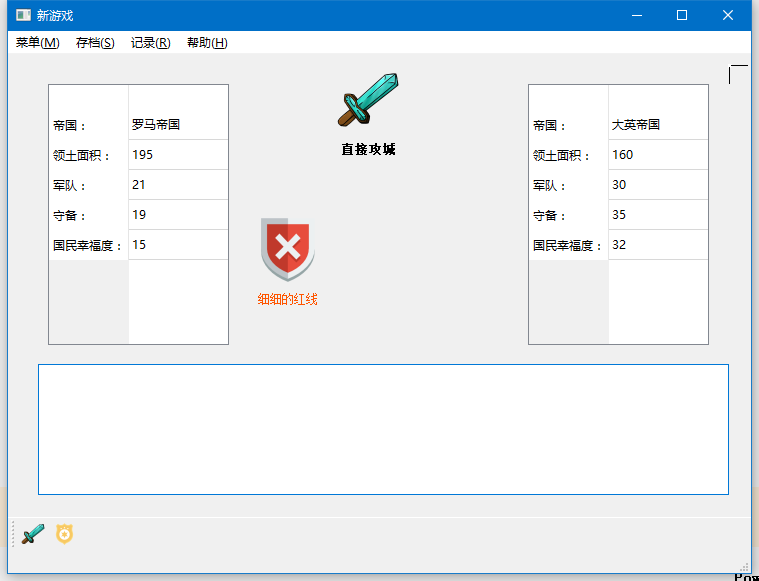 新游戏
菜单(M) 存档(S) 记录(R) 帮助(H)
帝国： 罗马帝国
领土面积： 195
军队： 21
守备： 19
国民幸福度： 15
直接攻城
细细的红线
帝国： 大英帝国
领土面积： 160
军队： 30
守备： 35
国民幸福度： 32